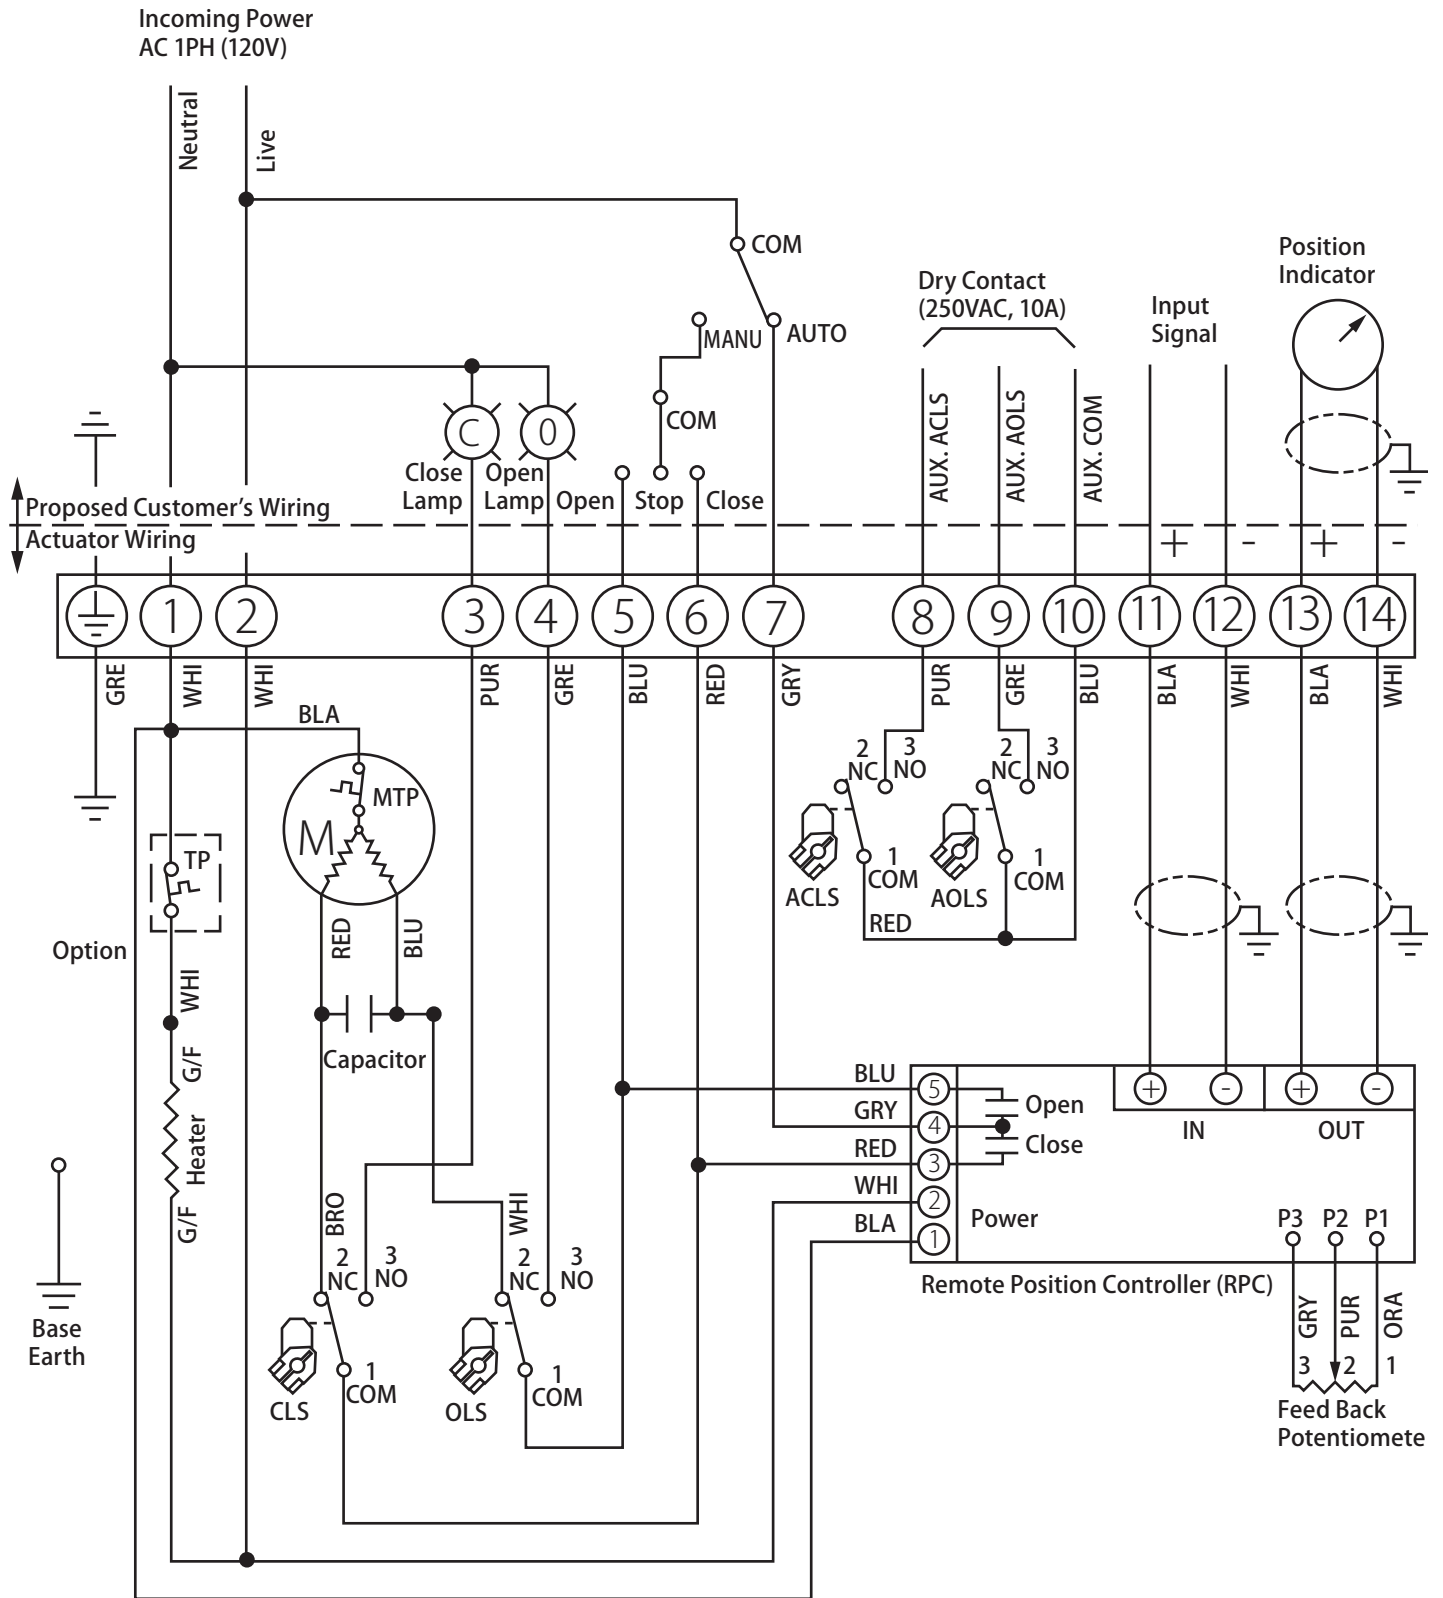 Incoming Power
AC 1PH (120V)
Neutral
Live
COM
MANU
AUTO
COM
Dry Contact
(250VAC, 10A)
Input
Signal
Position
Indicator
C
0
Close
Lamp
Open
Lamp
Open
Stop
Close
AUX. ACLS
AUX. AOLS
AUX. COM
Proposed Customer's Wiring
Actuator Wiring
+
-
+
-
1
2
3
4
5
6
7
8
9
10
11
12
13
14
GRE
WHI
WHI
PUR
GRE
BLU
RED
GRY
PUR
GRE
BLU
BLA
WHI
BLA
WHI
BLA
MTP
M
TP
Option
RED
BLU
WHI
G/F
Heater
G/F
Capacitor
2
NC
3
NO
1
COM
ACLS
2
NC
3
NO
1
COM
AOLS
RED
BLU
5
Open
GRY
4
RED
3
Close
WHI
2
Power
BLA
1
+
-
+
-
IN
OUT
P3
P2
P1
Remote Position Controller (RPC)
GRY
PUR
ORA
3
2
1
Feed Back
Potentiomete
BRO
2
NC
3
NO
1
COM
CLS
WHI
2
NC
3
NO
1
COM
OLS
Base
Earth